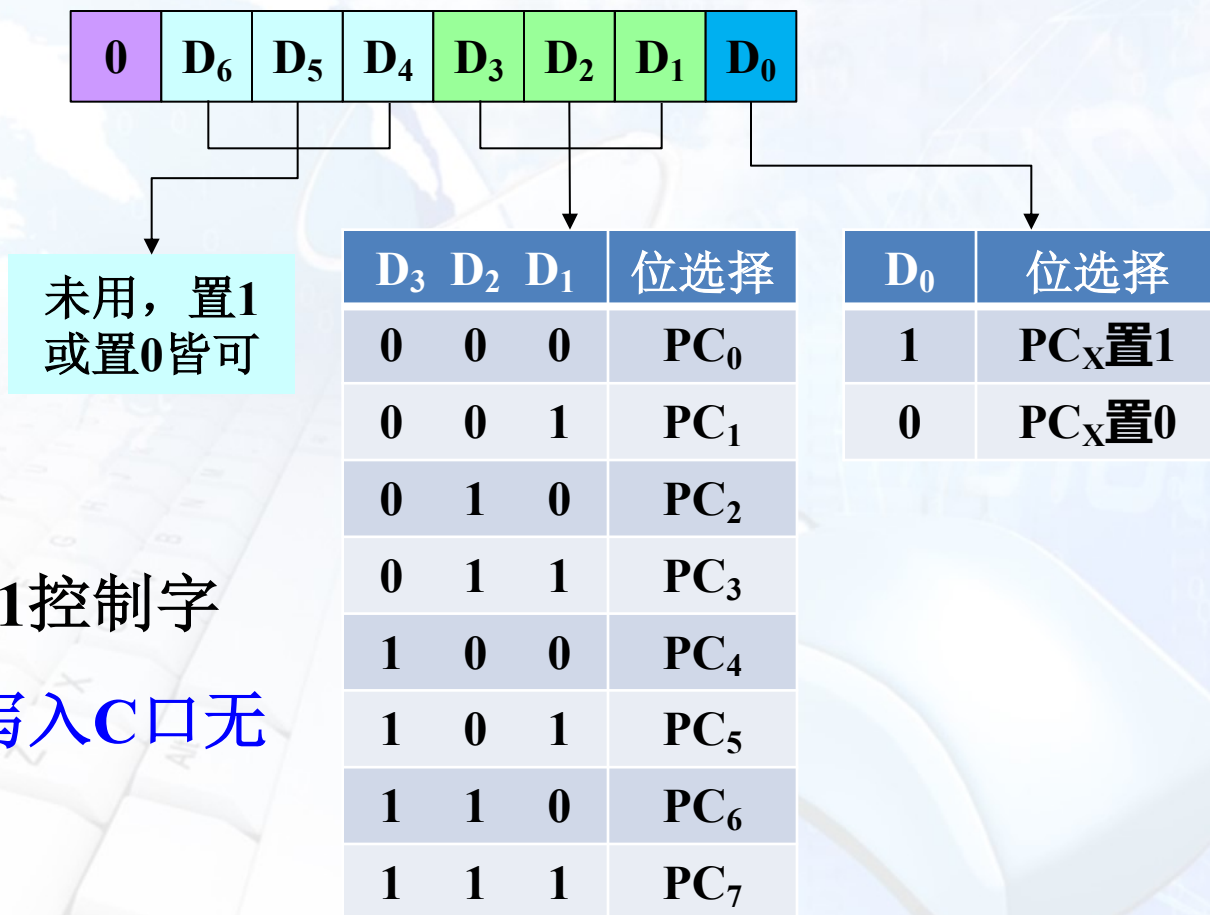 0 D₆ D₅ D₄ D₃ D₂ D₁ D₀
未用，置1
或置0皆可
D₃ D₂ D₁ 位选择
0 0 0 PC₀
0 0 1 PC₁
0 1 0 PC₂
0 1 1 PC₃
1 0 0 PC₄
1 0 1 PC₅
1 1 0 PC₆
1 1 1 PC₇
D₀ 位选择
1 PCX置1
0 PCX置0
1控制字
写入C口无